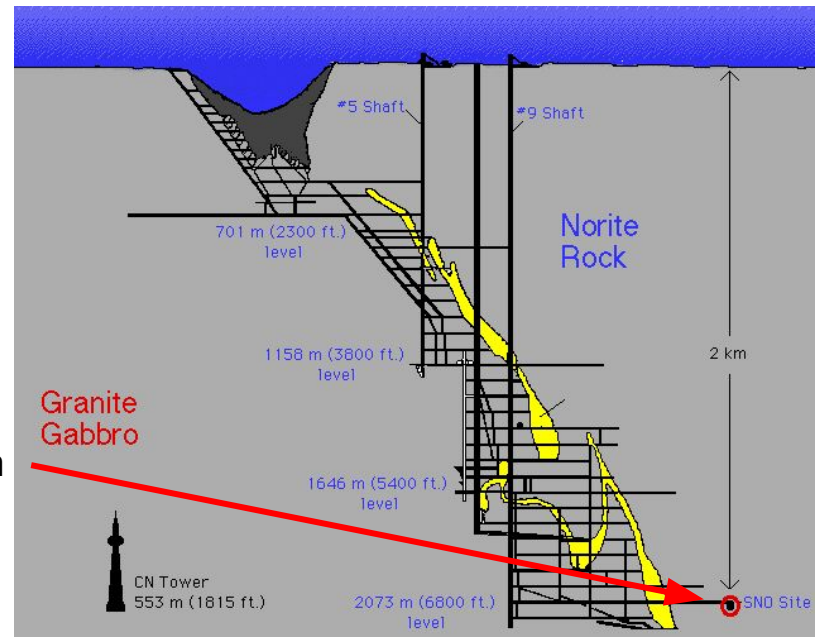 #5 Shaft
#9 Shaft
701 m (2300 ft.)
level
Norite
Rock
1158 m (3800 ft.)
level
2 km
Granite
Gabbro
1646 m (5400 ft.)
level
CN Tower
553 m (1815 ft.)
2073 m (6800 ft.)
level
SNO Site